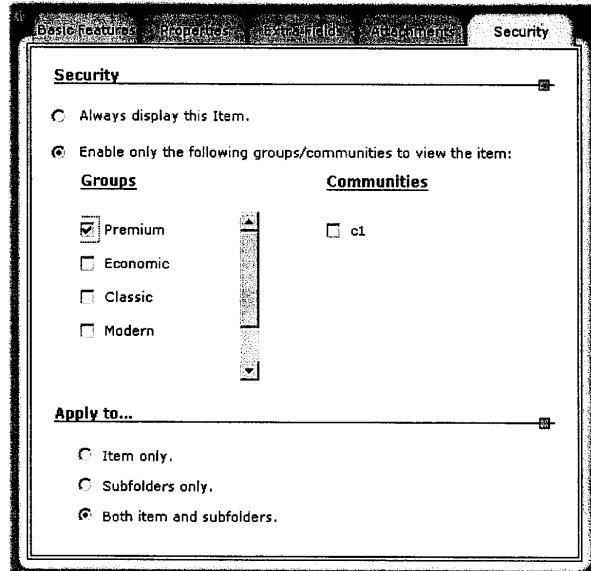 Basic Features Properties Extra Fields Attachments Security
Security
Always display this Item.
Enable only the following groups/communities to view the item:
Groups Communities
Premium c1
Economic
Classic
Modern
Apply to...
Item only.
Subfolders only.
Both item and subfolders.